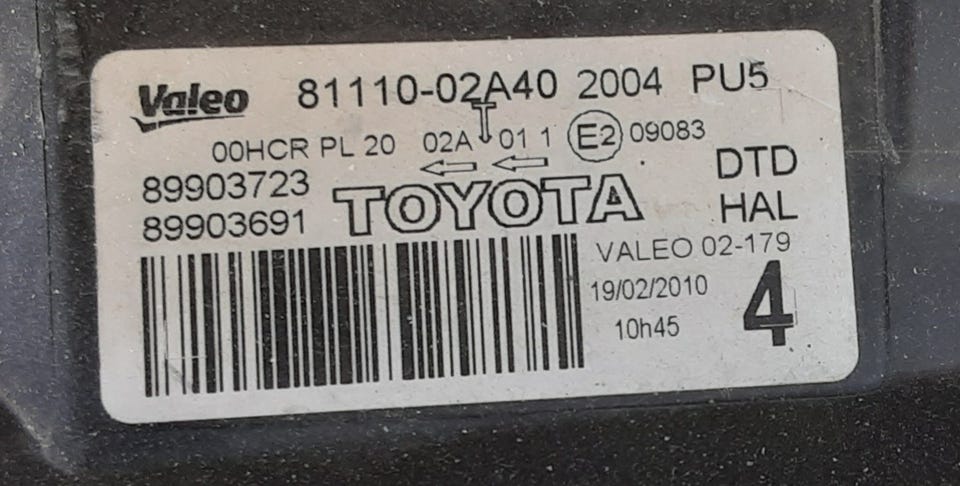 Valeo 81110-02A40 2004 PU5
00HCR PL 20 02A 01 1 E2 09083
89903723 TOYOTA DTD
89903691 HAL
VALEO 02-179
19/02/2010 4
10h45